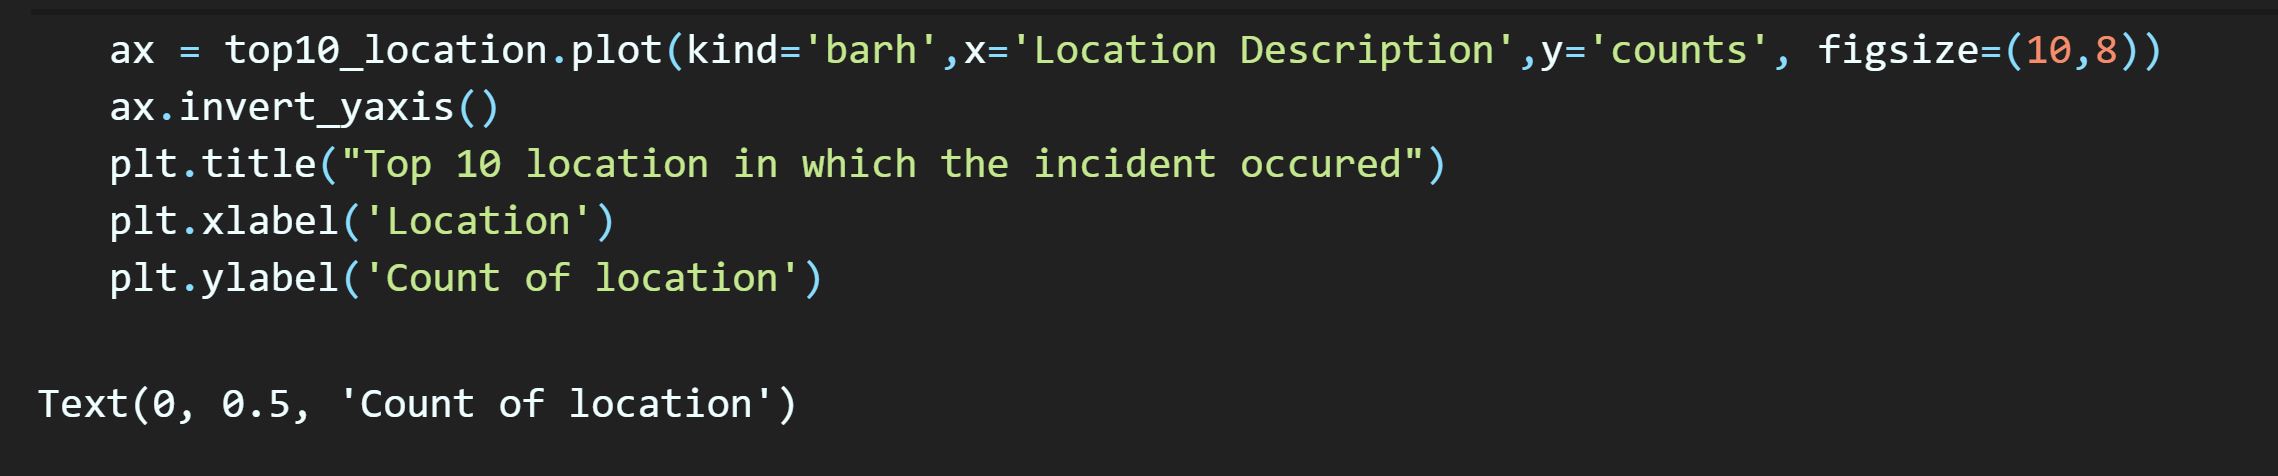 ax = top10_location.plot(kind='barh',x='Location Description',y='counts', figsize=(10,8))
ax.invert_yaxis()
plt.title("Top 10 location in which the incident occured")
plt.xlabel('Location')
plt.ylabel('Count of location')
Text(0, 0.5, 'Count of location')